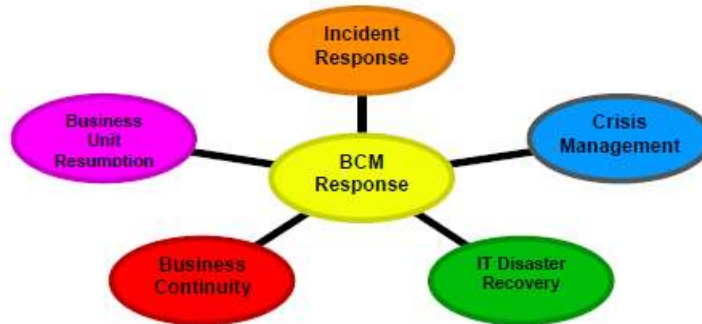 Incident
Response
Business
Unit
Resumption
Crisis
Management
BCM
Response
Business
Continuity
IT Disaster
Recovery